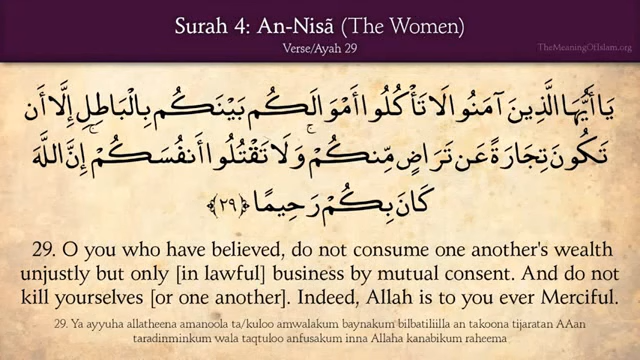 Surah 4: An-Nisã (The Women)
Verse/Ayah 29
TheMeaningOfIslam.org
يَا أَيُّهَا الَّذِينَ آمَنُوا لَا تَأْكُلُوا أَمْوَالَكُم بَيْنَكُم بِالْبَاطِلِ إِلَّا أَن
تَكُونَ تِجَارَةً عَن تَرَاضٍ مِّنكُمْ ۚ وَلَا تَقْتُلُوا أَنفُسَكُمْ ۚ إِنَّ اللَّهَ
كَانَ بِكُمْ رَحِيمًا ﴿٢٩﴾
29. O you who have believed, do not consume one another's wealth
unjustly but only [in lawful] business by mutual consent. And do not
kill yourselves [or one another]. Indeed, Allah is to you ever Merciful.
29. Ya ayyuha allatheena amanoola ta/kuloo amwalakum baynakum bilbatiliilla an takoona tijaratan AAan
taradinminkum wala taqtuloo anfusakum inna Allaha kanabikum raheema